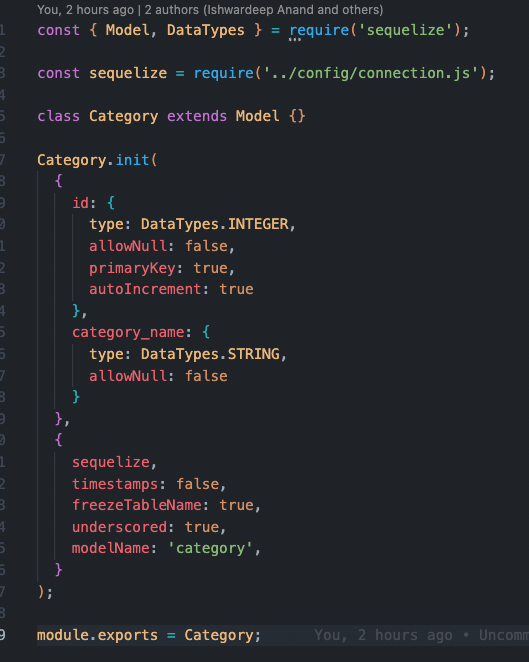 You, 2 hours ago | 2 authors (Ishwardeep Anand and others)
1 const { Model, DataTypes } = require('sequelize');
2
3 const sequelize = require('../config/connection.js');
4
5 class Category extends Model {}
6
7 Category.init(
8   {
9     id: {
0       type: DataTypes.INTEGER,
1       allowNull: false,
2       primaryKey: true,
3       autoIncrement: true
4     },
5     category_name: {
6       type: DataTypes.STRING,
7       allowNull: false
8     }
9   },
0   {
1     sequelize,
2     timestamps: false,
3     freezeTableName: true,
4     underscored: true,
5     modelName: 'category',
6   }
7 );
8
9 module.exports = Category; You, 2 hours ago • Uncomm